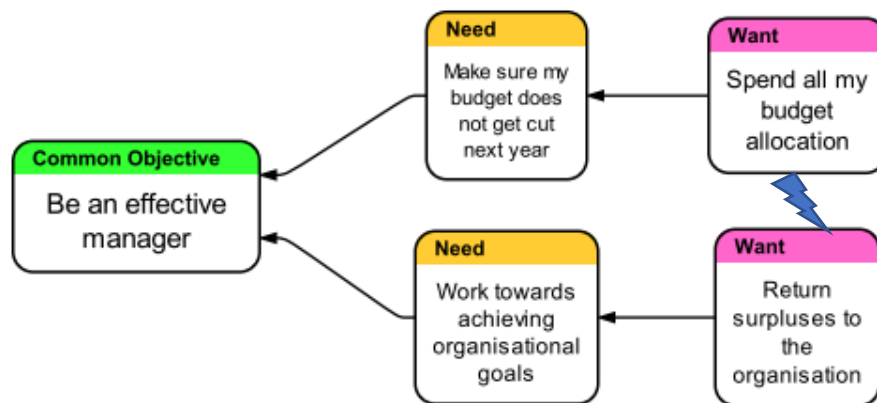 Need
Make sure my
budget does
not get cut
next year
Want
Spend all my
budget
allocation
Common Objective
Be an effective
manager
Need
Work towards
achieving
organisational
goals
Want
Return
surpluses to
the
organisation